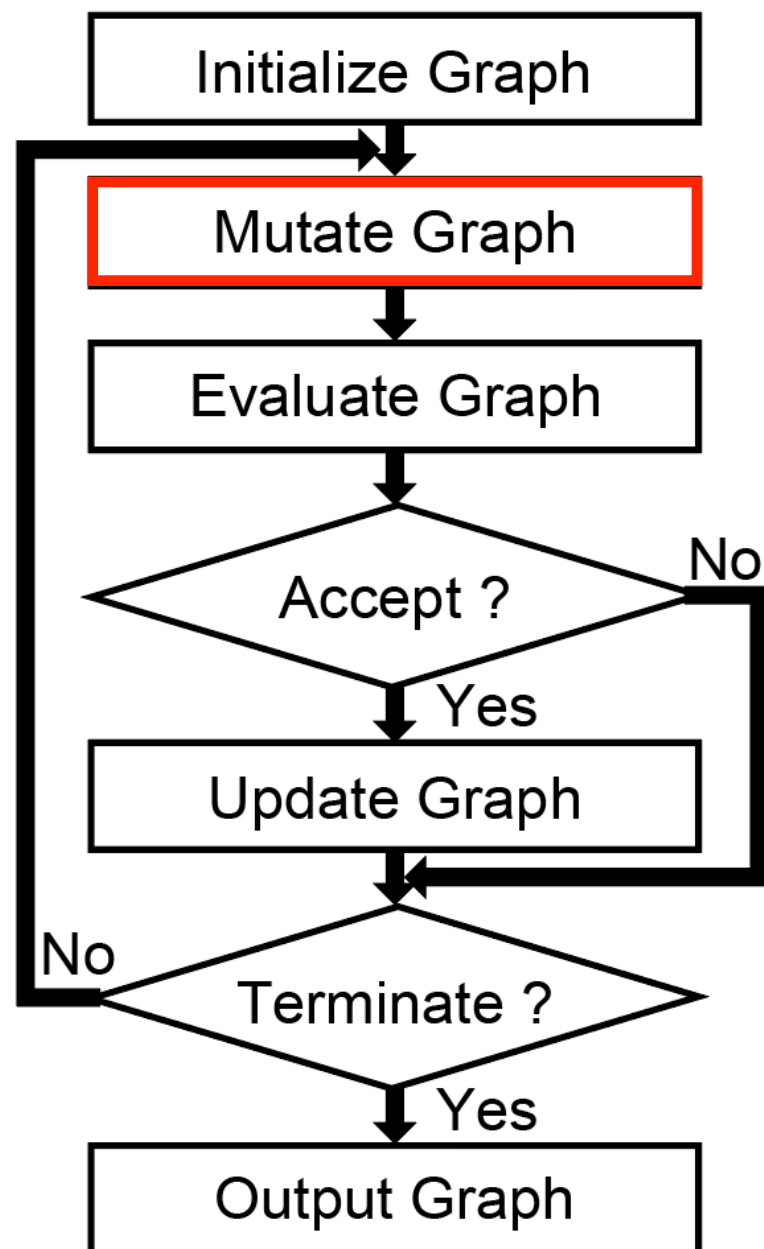 Initialize Graph
Mutate Graph
Evaluate Graph
No
Accept ?
Yes
Update Graph
No
Terminate ?
Yes
Output Graph